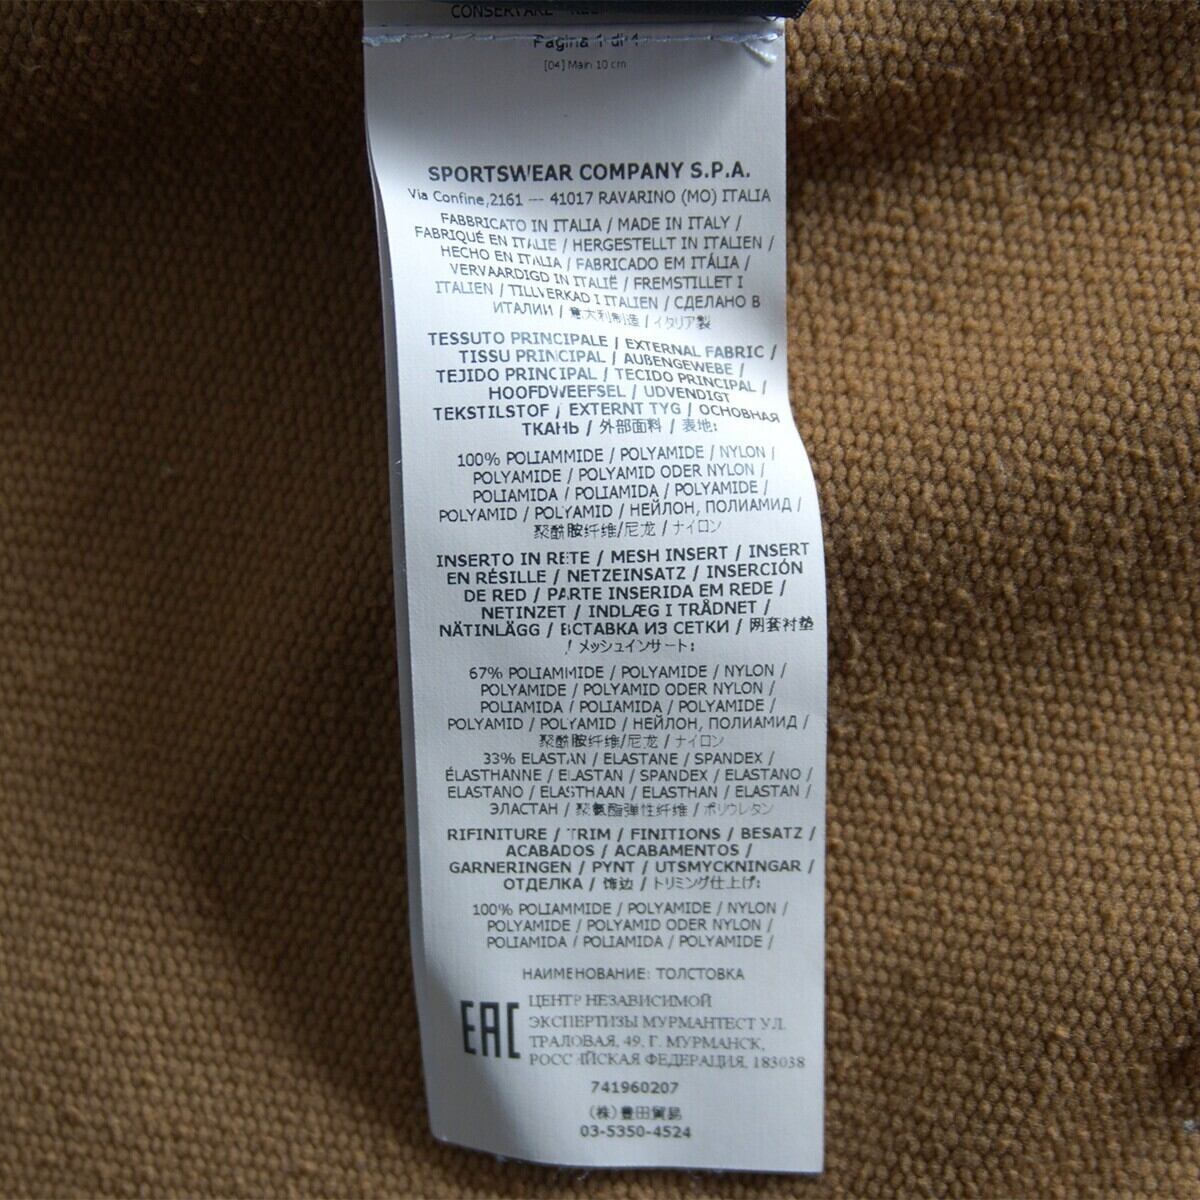 CONSERVARE
Pagina 1 di 4
[04] Main 10 cm
SPORTSWEAR COMPANY S.P.A.
Via Confine,2161 --- 41017 RAVARINO (MO) ITALIA
FABBRICATO IN ITALIA / MADE IN ITALY /
FABRIQUÉ EN ITALIE / HERGESTELLT IN ITALIEN /
HECHO EN ITALIA / FABRICADO EM ITÁLIA /
VERVAARDIGD IN ITALIË / FREMSTILLET I
ITALIEN / TILLVERKAD I ITALIEN / СДЕЛАНО В
ИТАЛИИ / 意大利制造 / イタリア製
TESSUTO PRINCIPALE / EXTERNAL FABRIC /
TISSU PRINCIPAL / AUßENGEWEBE /
TEJIDO PRINCIPAL / TECIDO PRINCIPAL /
HOOFDWEEFSEL / UDVENDIGT
TEKSTILSTOF / EXTERNT TYG / ОСНОВНАЯ
ТКАНЬ / 外部面料 / 表地:
100% POLIAMMIDE / POLYAMIDE / NYLON /
POLYAMIDE / POLYAMID ODER NYLON /
POLIAMIDA / POLIAMIDA / POLYAMIDE /
POLYAMID / POLYAMID / НЕЙЛОН, ПОЛИАМИД /
聚酰胺纤维/尼龙 / ナイロン
INSERTO IN RETE / MESH INSERT / INSERT
EN RÉSILLE / NETZEINSATZ / INSERCIÓN
DE RED / PARTE INSERIDA EM REDE /
NETINZET / INDLÆG I TRÅDNET /
NÄTINLÄGG / ВСТАВКА ИЗ СЕТКИ / 网套衬垫
/ メッシュインサート:
67% POLIAMMIDE / POLYAMIDE / NYLON /
POLYAMIDE / POLYAMID ODER NYLON /
POLIAMIDA / POLIAMIDA / POLYAMIDE /
POLYAMID / POLYAMID / НЕЙЛОН, ПОЛИАМИД /
聚酰胺纤维/尼龙 / ナイロン
33% ELASTAN / ELASTANE / SPANDEX /
ÉLASTHANNE / ELASTAN / SPANDEX / ELASTANO /
ELASTANO / ELASTHAAN / ELASTHAN / ELASTAN /
ЭЛАСТАН / 聚氨酯弹性纤维 / ポリウレタン
RIFINITURE / TRIM / FINITIONS / BESATZ /
ACABADOS / ACABAMENTOS /
GARNERINGEN / PYNT / UTSMYCKNINGAR /
ОТДЕЛКА / 饰边 / トリミング仕上げ:
100% POLIAMMIDE / POLYAMIDE / NYLON /
POLYAMIDE / POLYAMID ODER NYLON /
POLIAMIDA / POLIAMIDA / POLYAMIDE /
НАИМЕНОВАНИЕ: ТОЛСТОВКА
EAC
ЦЕНТР НЕЗАВИСИМОЙ
ЭКСПЕРТИЗЫ МУРМАНТЕСТ УЛ.
ТРАЛОВАЯ, 49, Г. МУРМАНСК,
РОССИЙСКАЯ ФЕДЕРАЦИЯ, 183038
741960207
(株)豊田貿易
03-5350-4524